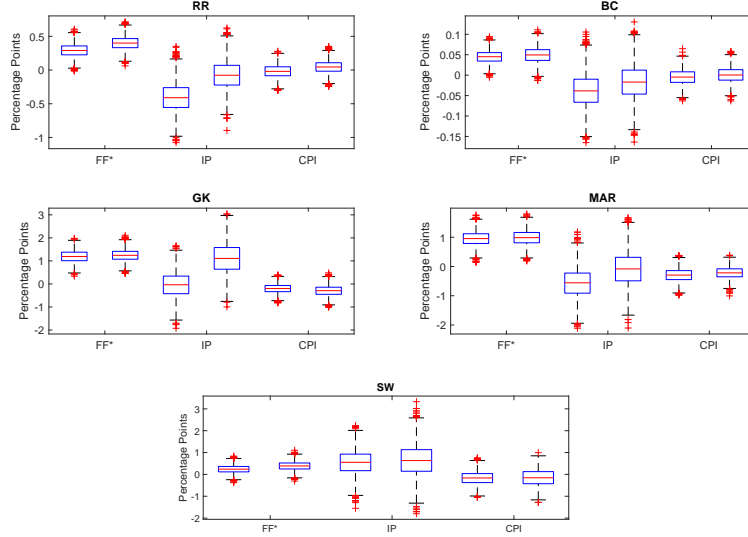 RR
Percentage Points
0.5
0
-0.5
-1
FF* IP CPI
BC
Percentage Points
0.1
0.05
0
-0.05
-0.1
-0.15
FF* IP CPI
GK
Percentage Points
3
2
1
0
-1
-2
FF* IP CPI
MAR
Percentage Points
1
0
-1
-2
FF* IP CPI
SW
Percentage Points
3
2
1
0
-1
-2
FF* IP CPI